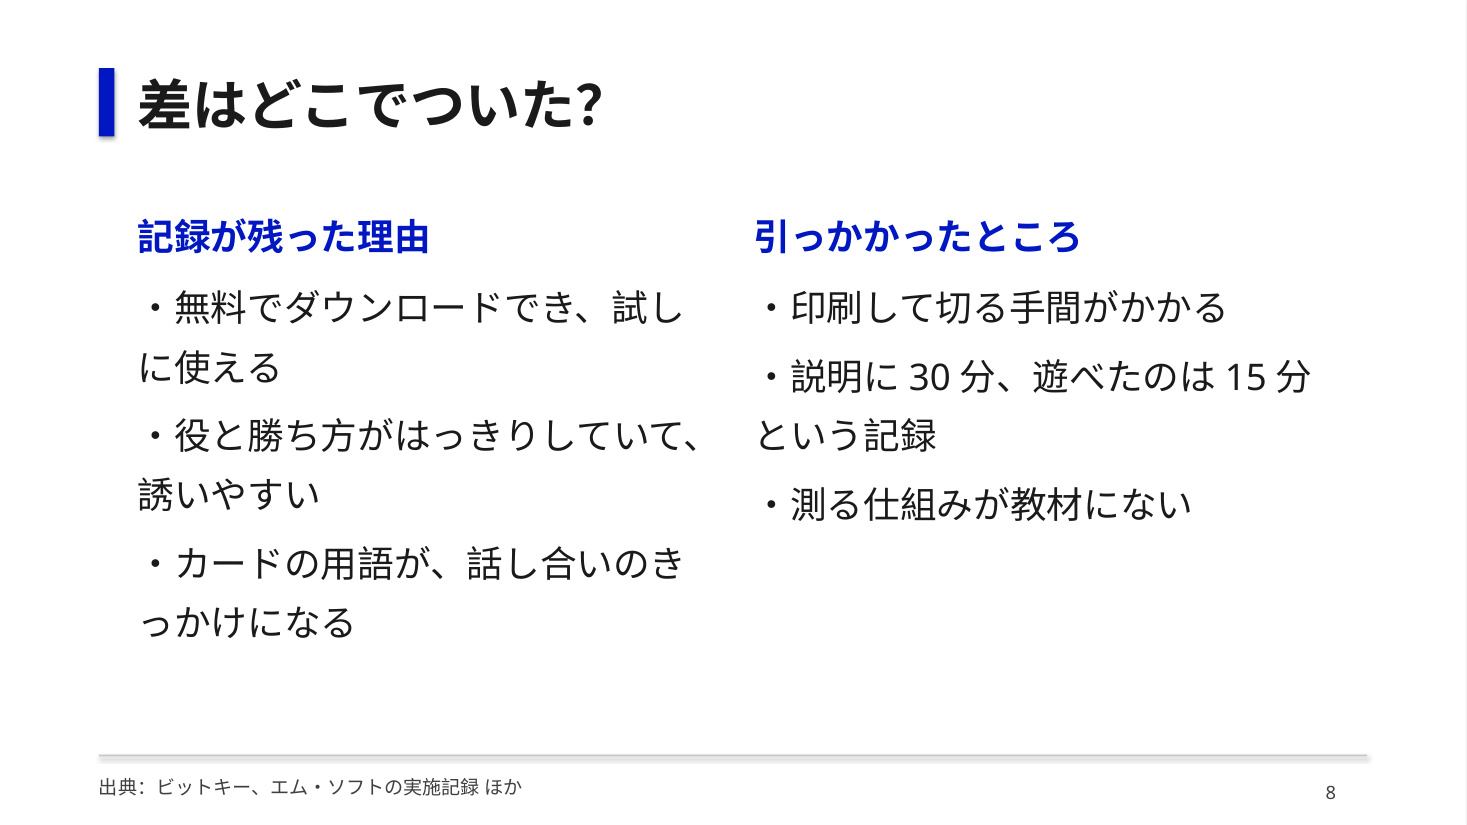 差はどこでついた?
記録が残った理由
・無料でダウンロードでき、試し
に使える
・役と勝ち方がはっきりしていて、
誘いやすい
・カードの用語が、話し合いのき
っかけになる
引っかかったところ
・印刷して切る手間がかかる
・説明に 30 分、遊べたのは 15 分
という記録
・測る仕組みが教材にない
出典：ビットキー、エム・ソフトの実施記録 ほか
8